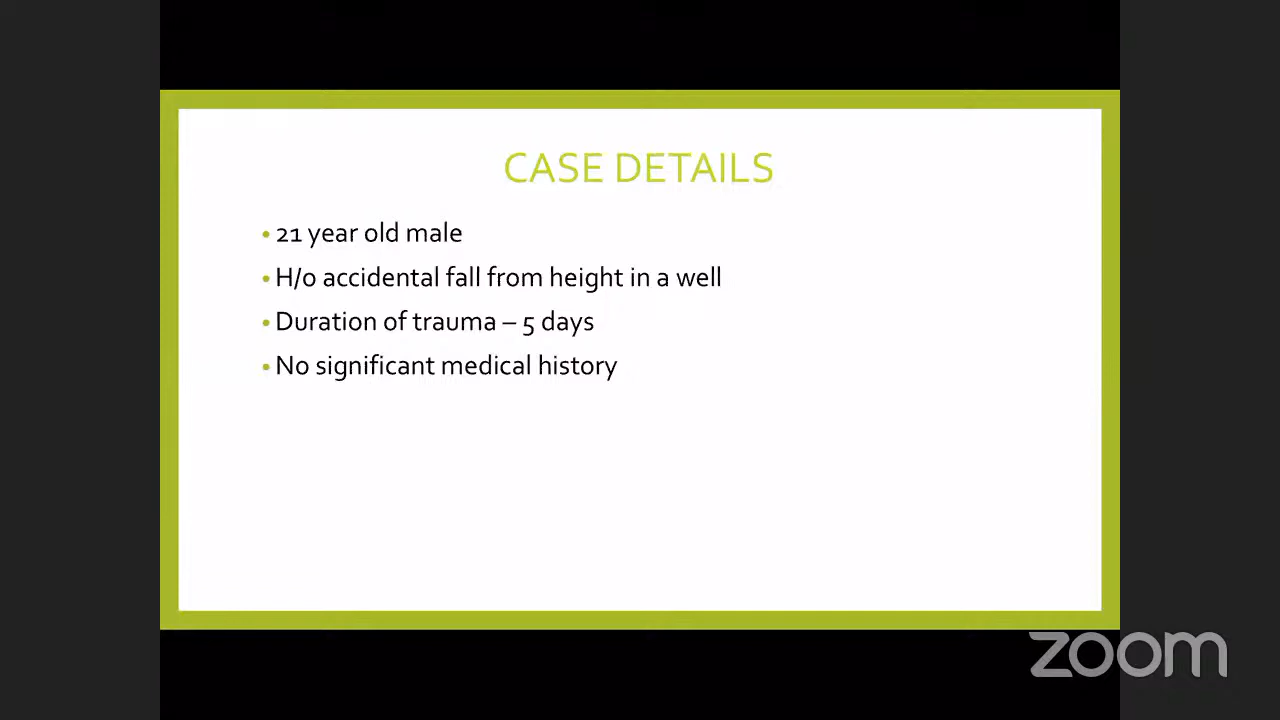 CASE DETAILS
• 21 year old male
• H/o accidental fall from height in a well
• Duration of trauma – 5 days
• No significant medical history
zoom